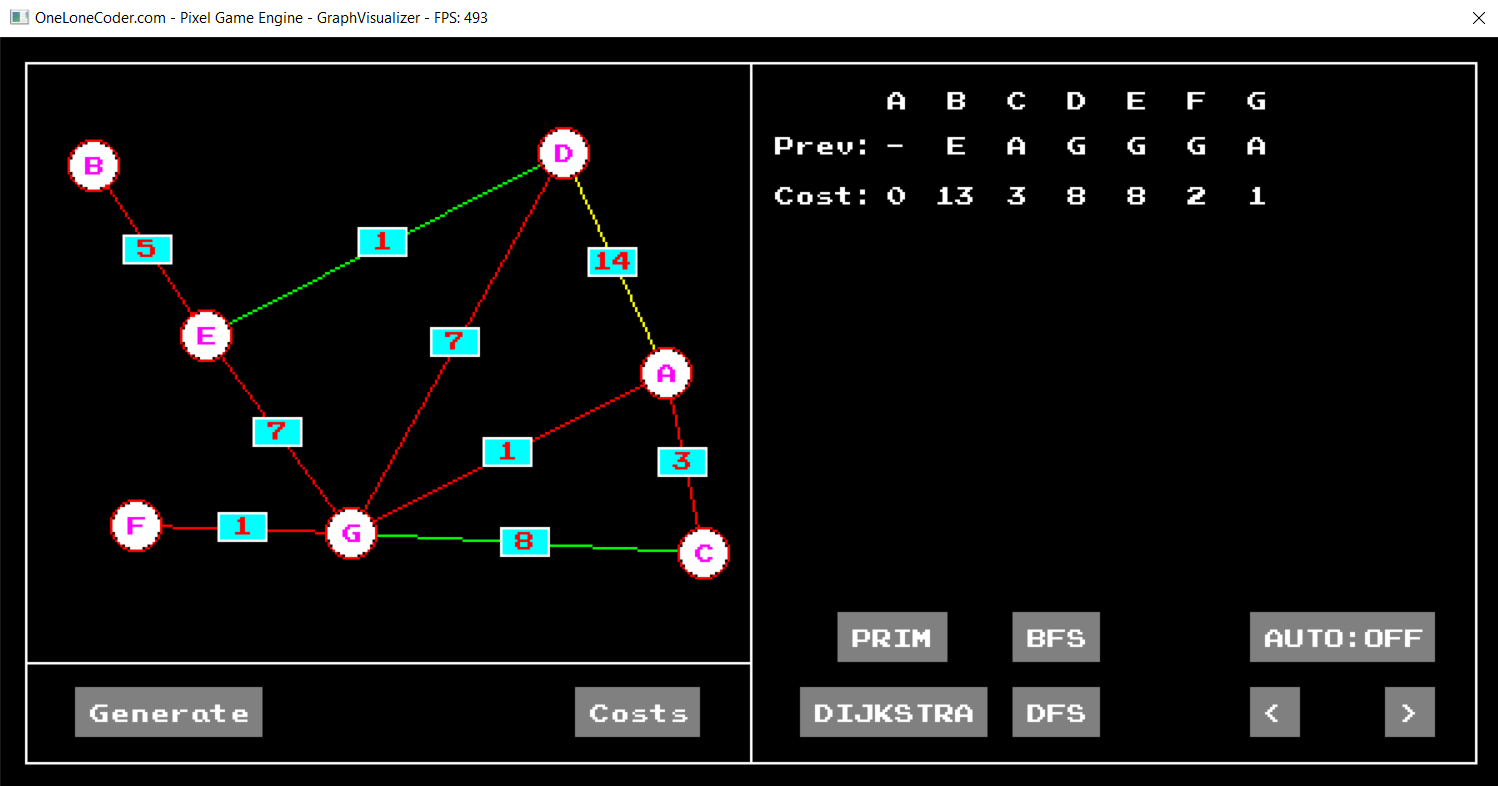 OneLoneCoder.com - Pixel Game Engine - GraphVisualizer - FPS: 493
A B C D E F G
Prev: - E A G G G A
Cost: 0 13 3 8 8 2 1
B
D
5
1
14
E
7
A
7
1
3
F
1
G
8
C
PRIM BFS AUTO:OFF
Generate Costs DIJKSTRA DFS < >